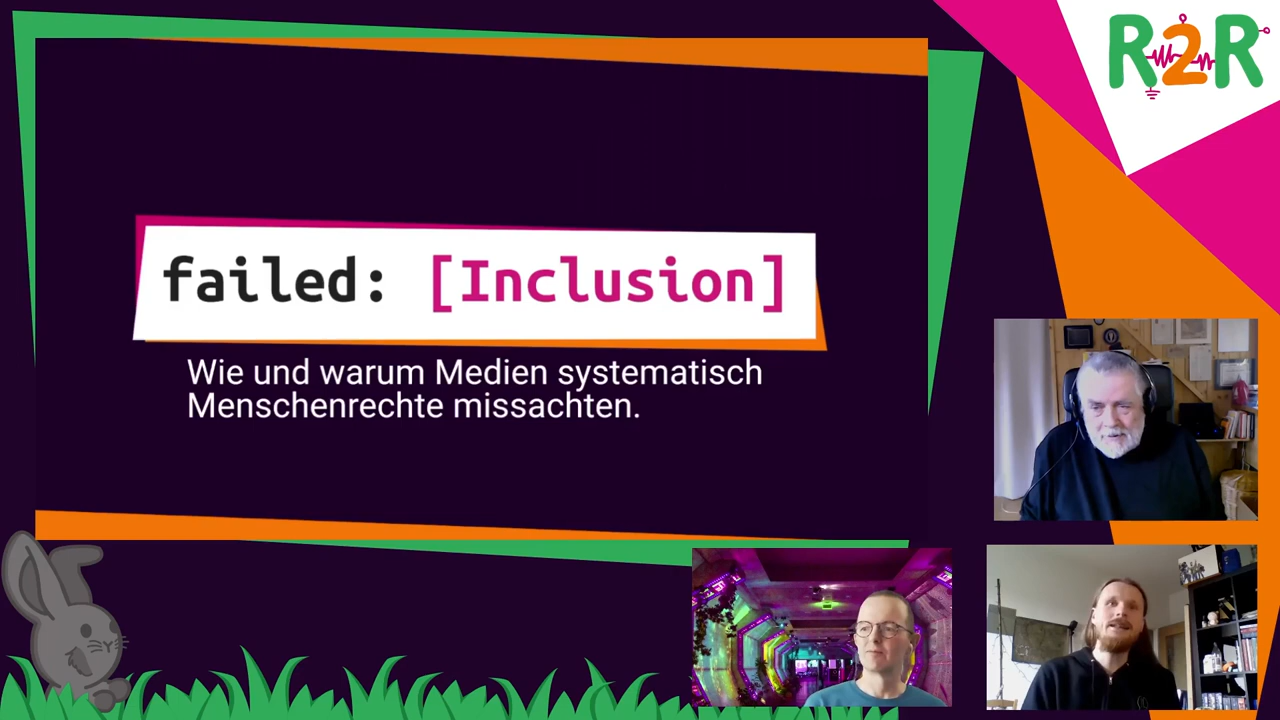 R2R
failed: [Inclusion]
Wie und warum Medien systematisch
Menschenrechte missachten.